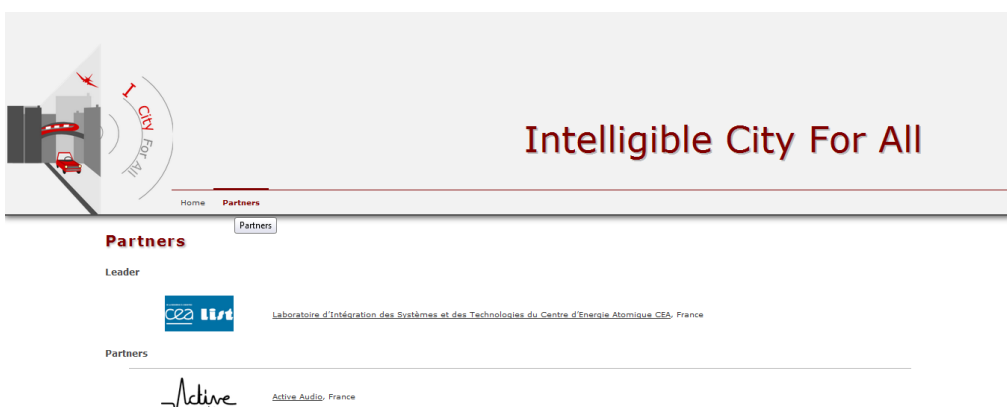 I City For All
Intelligible City For All
Home Partners
Partners
Partners
Leader
cea list
Laboratoire d'Intégration des Systèmes et des Technologies du Centre d'Energie Atomique CEA, France
Partners
Active
Active Audio, France